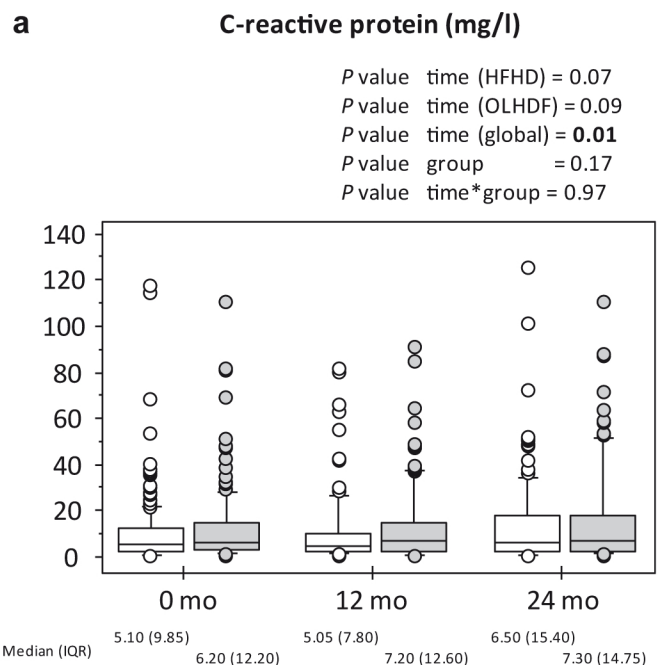 a
C-reactive protein (mg/l)
P value time (HFHD) = 0.07
P value time (OLHDF) = 0.09
P value time (global) = 0.01
P value group = 0.17
P value time*group = 0.97
140
120
100
80
60
40
20
0
0 mo 12 mo 24 mo
Median (IQR) 5.10 (9.85) 5.05 (7.80) 6.50 (15.40)
6.20 (12.20) 7.20 (12.60) 7.30 (14.75)